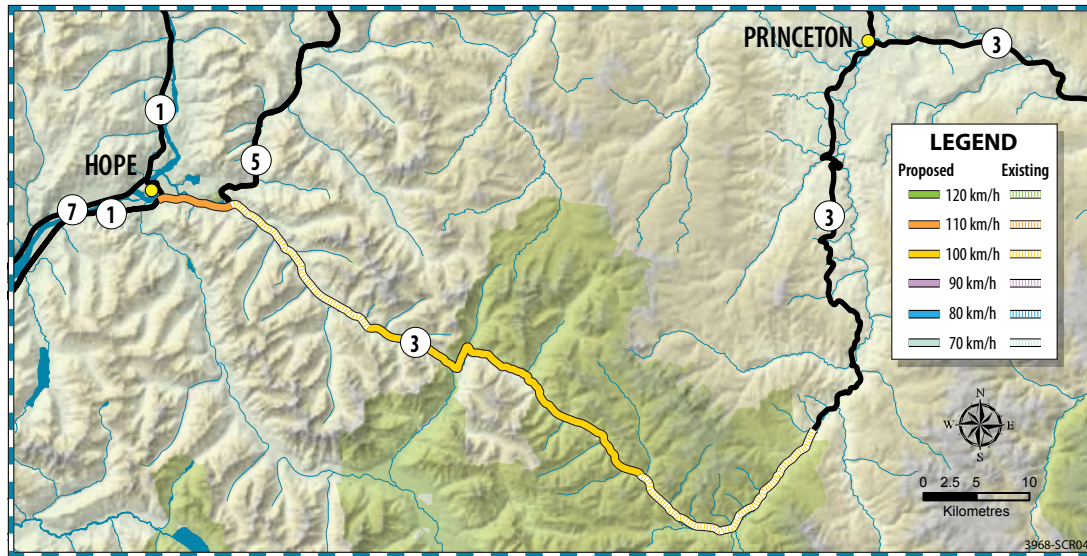 PRINCETON
3
1
HOPE
5
7
1
3
3
LEGEND
Proposed Existing
120 km/h
110 km/h
100 km/h
90 km/h
80 km/h
70 km/h
N
W E
S
0 2.5 5 10
Kilometres
3968-SCR04